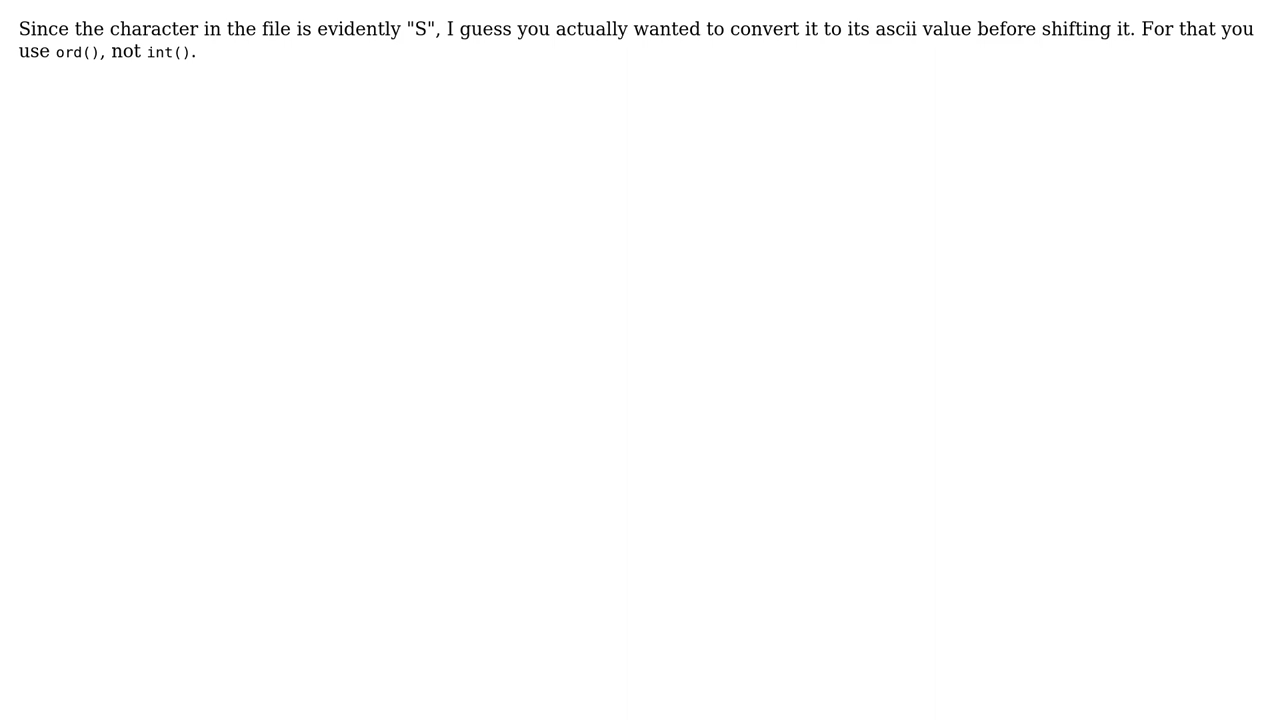 Since the character in the file is evidently "S", I guess you actually wanted to convert it to its ascii value before shifting it. For that you
use ord(), not int().